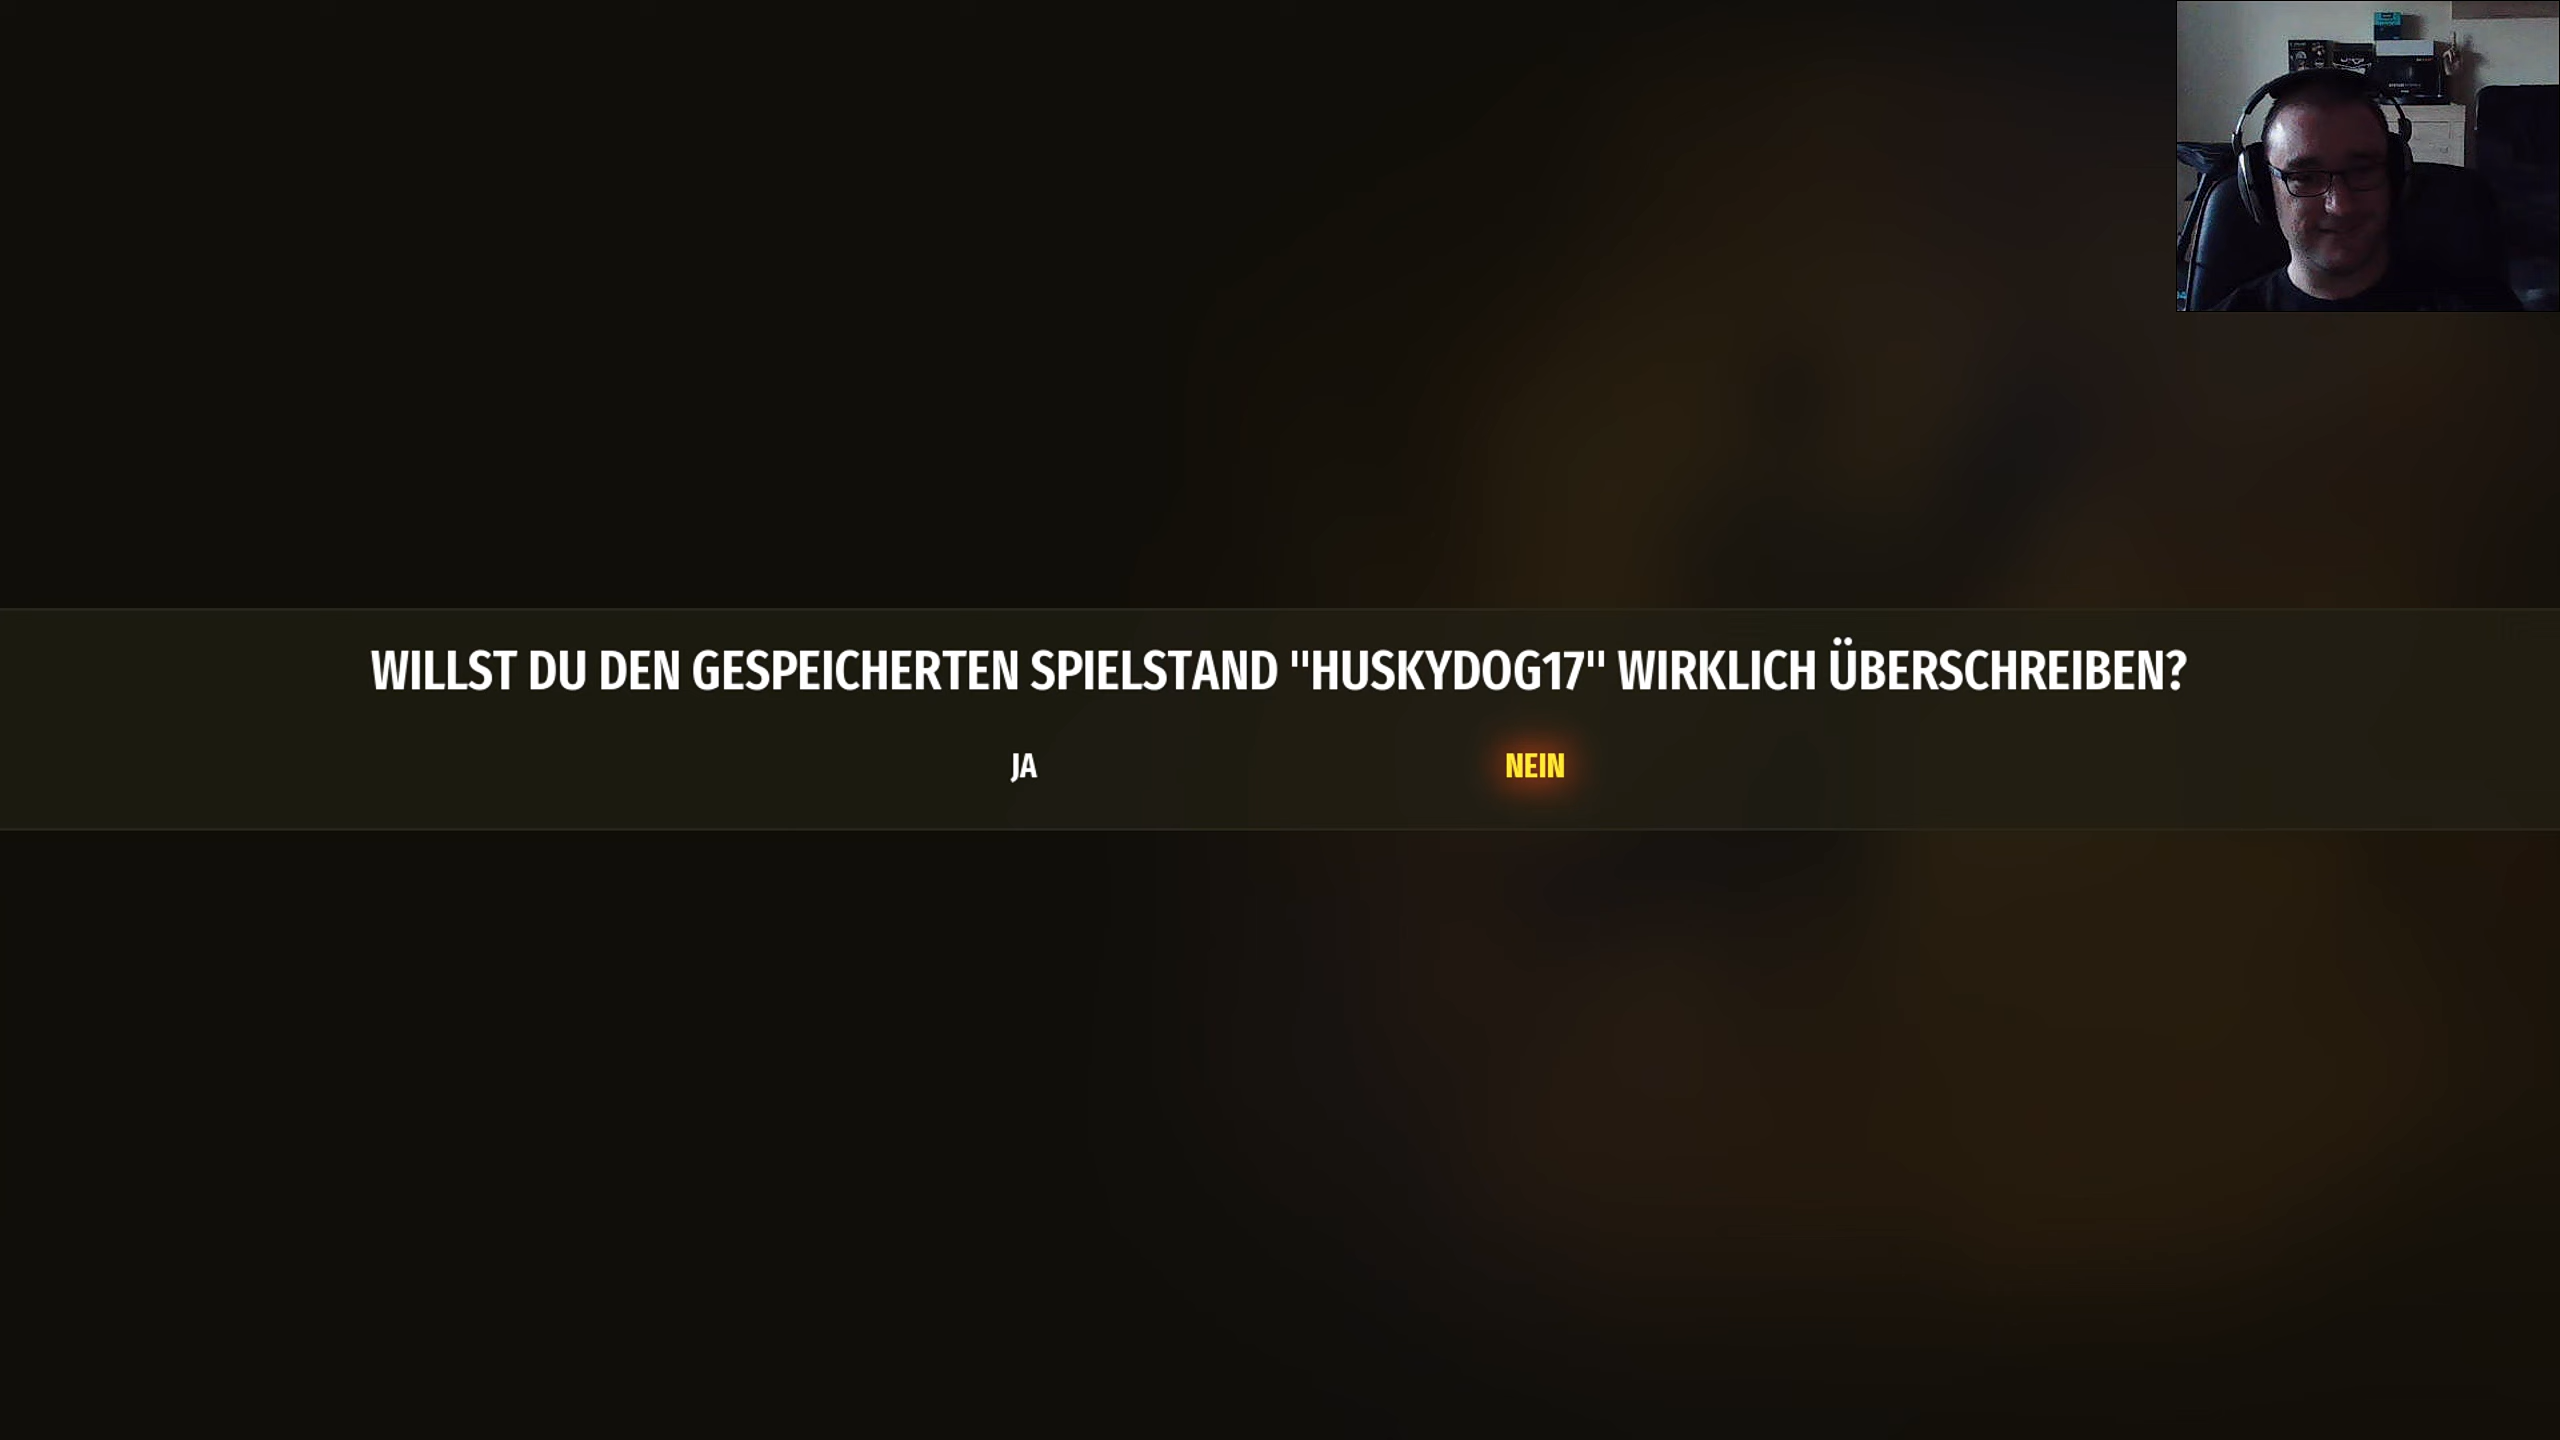 WILLST DU DEN GESPEICHERTEN SPIELSTAND "HUSKYDOG17" WIRKLICH ÜBERSCHREIBEN?
JA
NEIN